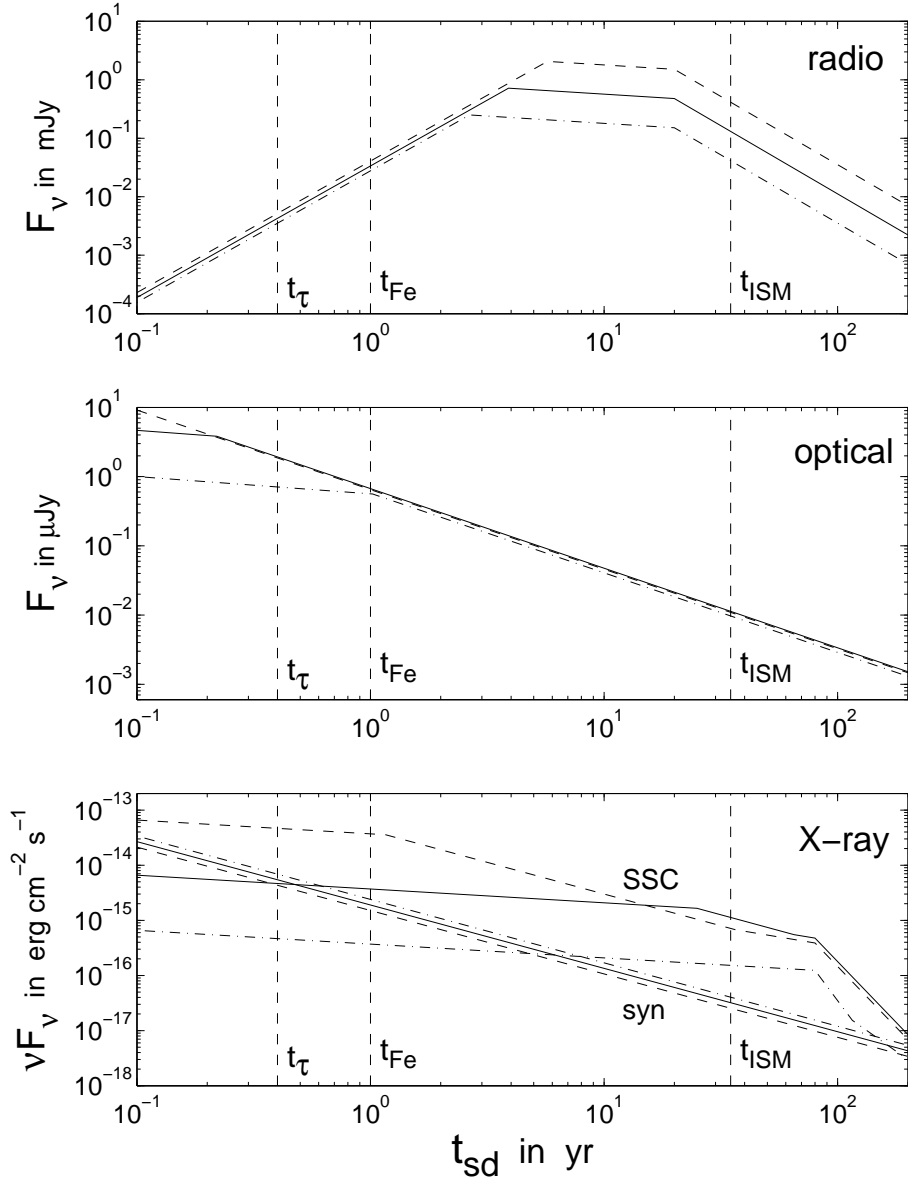 radio
F_ν in mJy
10^1
10^0
10^−1
10^−2
10^−3
10^−4
t_τ
t_Fe
t_ISM
10^−1 10^0 10^1 10^2
optical
F_ν in μJy
10^1
10^0
10^−1
10^−2
10^−3
t_τ
t_Fe
t_ISM
10^−1 10^0 10^1 10^2
X−ray
νF_ν in erg cm^−2 s^−1
10^−13
10^−14
10^−15
10^−16
10^−17
10^−18
SSC
syn
t_τ
t_Fe
t_ISM
10^−1 10^0 10^1 10^2
t_sd in yr